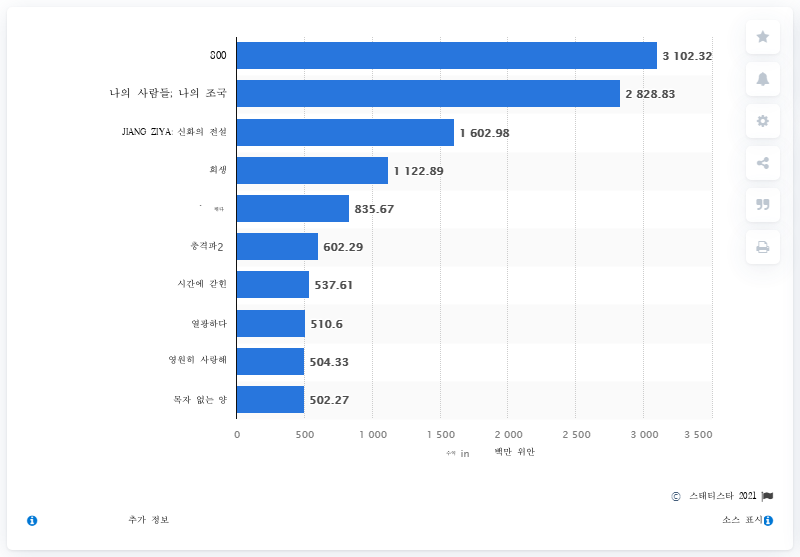 800
3 102.32
나의 사람들; 나의 조국
2 828.83
JIANG ZIYA: 신화의 전설
1 602.98
희생
1 122.89
835.67
충격파2
602.29
시간에 갇힌
537.61
열광하다
510.6
영원히 사랑해
504.33
목자 없는 양
502.27
0 500 1 000 1 500 2 000 2 500 3 000 3 500
in 백만 위안
© 스태티스타 2021
추가 정보
소스 표시